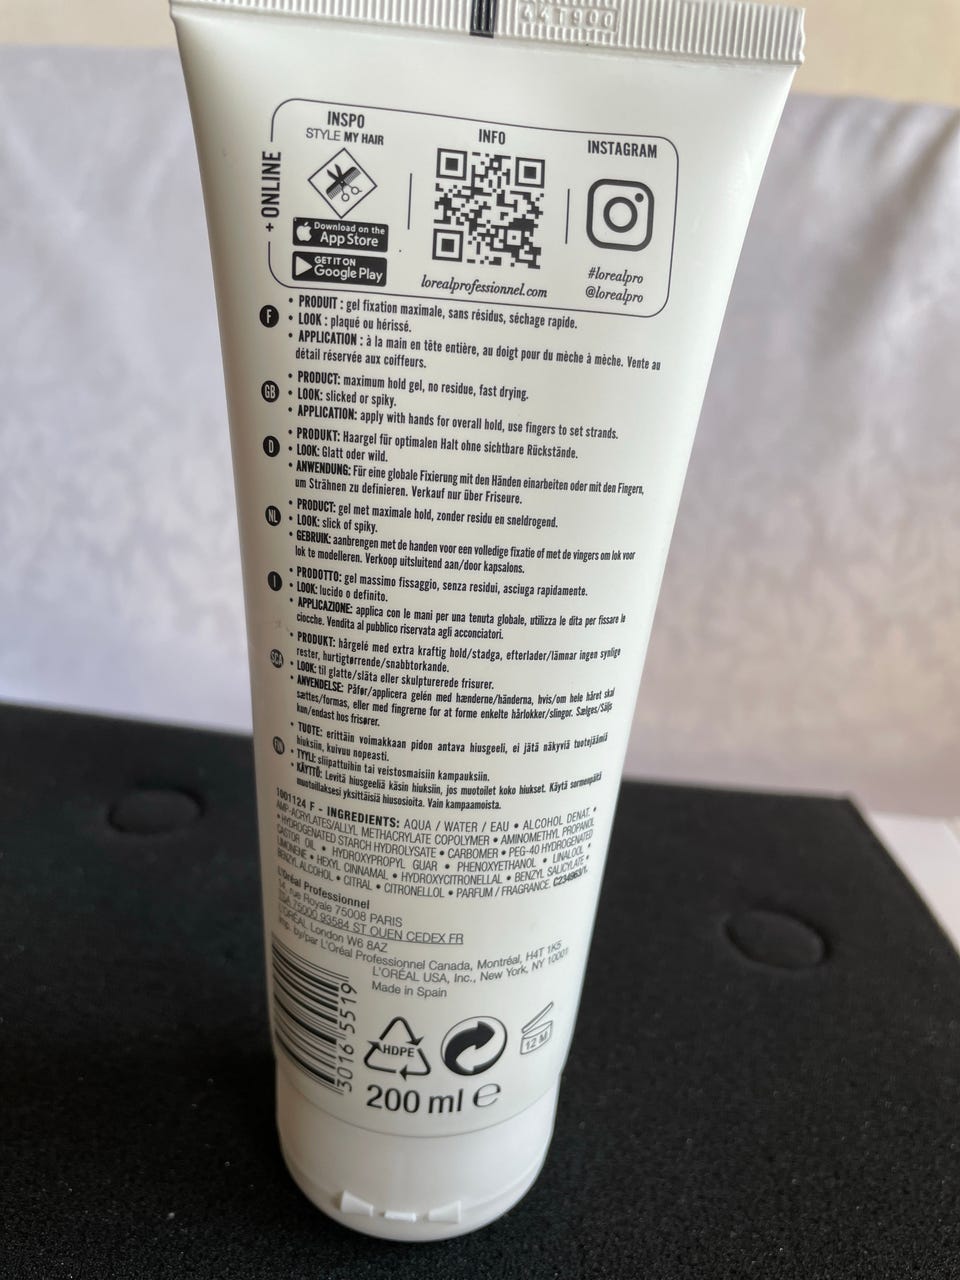 44T900
+ ONLINE
INSPO
STYLE MY HAIR
Download on the
App Store
GET IT ON
Google Play
INFO
lorealprofessionnel.com
INSTAGRAM
#lorealpro
@lorealpro
F
• PRODUIT : gel fixation maximale, sans résidus, séchage rapide.
• LOOK : plaqué ou hérissé.
• APPLICATION : à la main en tête entière, au doigt pour du mèche à mèche. Vente au
détail réservée aux coiffeurs.
GB
• PRODUCT: maximum hold gel, no residue, fast drying.
• LOOK: slicked or spiky.
• APPLICATION: apply with hands for overall hold, use fingers to set strands.
D
• PRODUKT: Haargel für optimalen Halt ohne sichtbare Rückstände.
• LOOK: Glatt oder wild.
• ANWENDUNG: Für eine globale Fixierung mit den Händen einarbeiten oder mit den Fingern,
um Strähnen zu definieren. Verkauf nur über Friseure.
NL
• PRODUCT: gel met maximale hold, zonder residu en sneldrogend.
• LOOK: slick of spiky.
• GEBRUIK: aanbrengen met de handen voor een volledige fixatie of met de vingers om lok voor
lok te modelleren. Verkoop uitsluitend aan/door kapsalons.
I
• PRODOTTO: gel massimo fissaggio, senza residui, asciuga rapidamente.
• LOOK: lucido o definito.
• APPLICAZIONE: applica con le mani per una tenuta globale, utilizza le dita per fissare le
ciocche. Vendita al pubblico riservata agli acconciatori.
SCA
• PRODUKT: hårgelé med extra kraftig hold/stadga, efterlader/lämnar ingen synlige
rester, hurtigtørrende/snabbtorkande.
• LOOK: til glatte/släta eller skulpturerede frisurer.
• ANVENDELSE: Påfør/applicera gelén med hænderne/händerna, hvis/om hele håret skal
sættes/formas, eller med fingrerne for at forme enkelte hårlokker/slingor. Sælges/Säljs
kun/endast hos frisører.
FIN
• TUOTE: erittäin voimakkaan pidon antava hiusgeeli, ei jätä näkyviä tuotejäämiä
hiuksiin, kuivuu nopeasti.
• TYYLI: sliipattuihin tai veistosmaisiin kampauksiin.
• KÄYTTÖ: Levitä hiusgeeliä käsin hiuksiin, jos muotoilet koko hiukset. Käytä sormenpäitä
muotoillaksesi yksittäisiä hiusosioita. Vain kampaamoista.
1001124 F - INGREDIENTS: AQUA / WATER / EAU • ALCOHOL DENAT. •
AMP-ACRYLATES/ALLYL METHACRYLATE COPOLYMER • AMINOMETHYL PROPANOL
• HYDROGENATED STARCH HYDROLYSATE • CARBOMER • PEG-40 HYDROGENATED
CASTOR OIL • HYDROXYPROPYL GUAR • PHENOXYETHANOL • LINALOOL •
LIMONENE • HEXYL CINNAMAL • HYDROXYCITRONELLAL • BENZYL SALICYLATE •
BENZYL ALCOHOL • CITRAL • CITRONELLOL • PARFUM / FRAGRANCE. C234963/1.
L'Oréal Professionnel
14, rue Royale 75008 PARIS
TSA 75000 93584 ST OUEN CEDEX FR
L'ORÉAL London W6 8AZ
Imp. by/par L'Oréal Professionnel Canada, Montréal, H4T 1K5
L'ORÉAL USA, Inc., New York, NY 10001
Made in Spain
30165519
HDPE
12 M
200 ml e